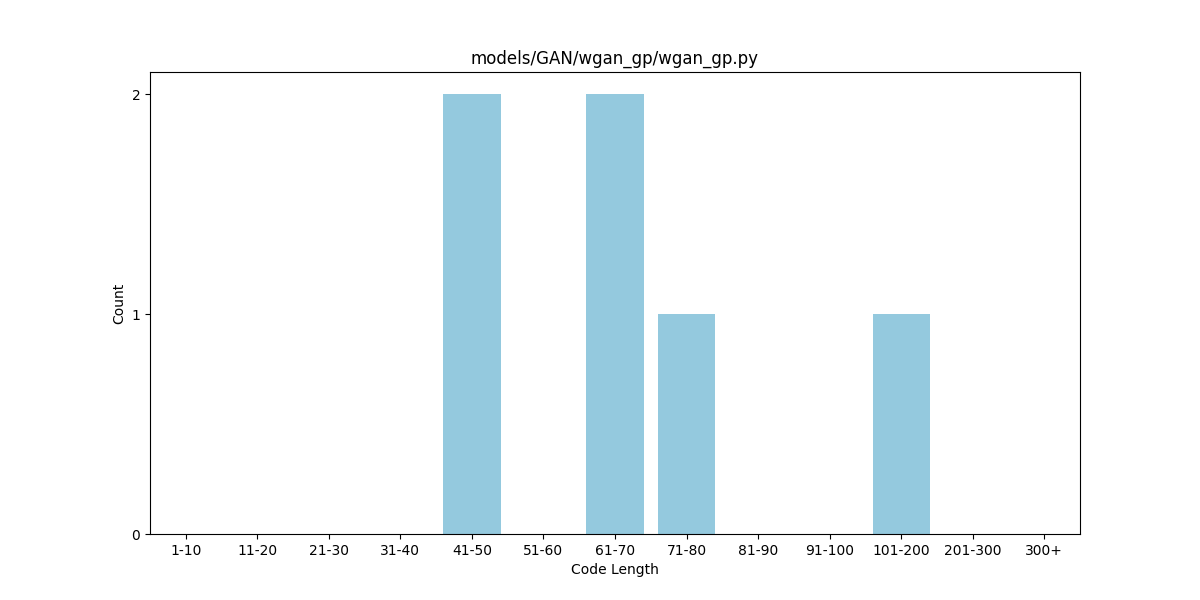 models/GAN/wgan_gp/wgan_gp.py
2
1
0
Count
1-10 11-20 21-30 31-40 41-50 51-60 61-70 71-80 81-90 91-100 101-200 201-300 300+
Code Length